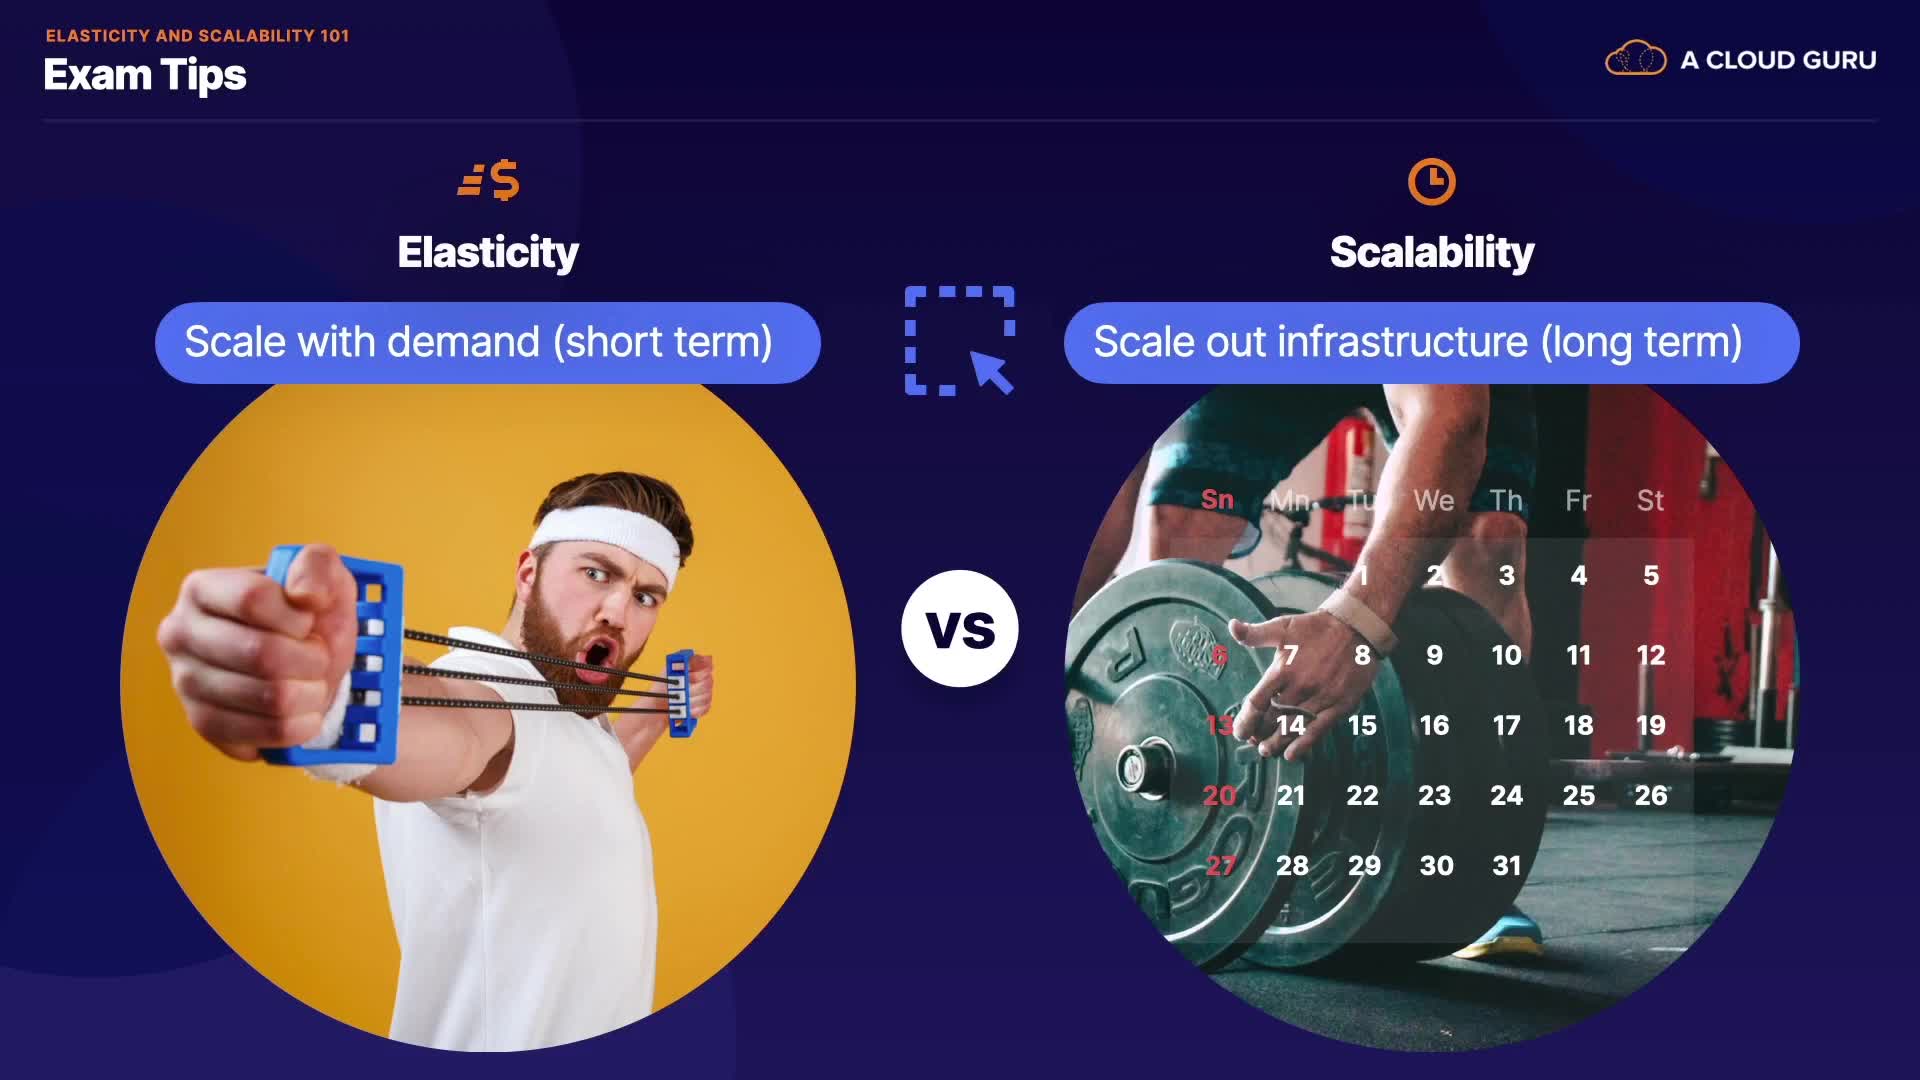 ELASTICITY AND SCALABILITY 101
Exam Tips
A CLOUD GURU
Elasticity
Scale with demand (short term)
VS
Scalability
Scale out infrastructure (long term)
Sn Mn Tu We Th Fr St
1 2 3 4 5
6 7 8 9 10 11 12
13 14 15 16 17 18 19
20 21 22 23 24 25 26
27 28 29 30 31